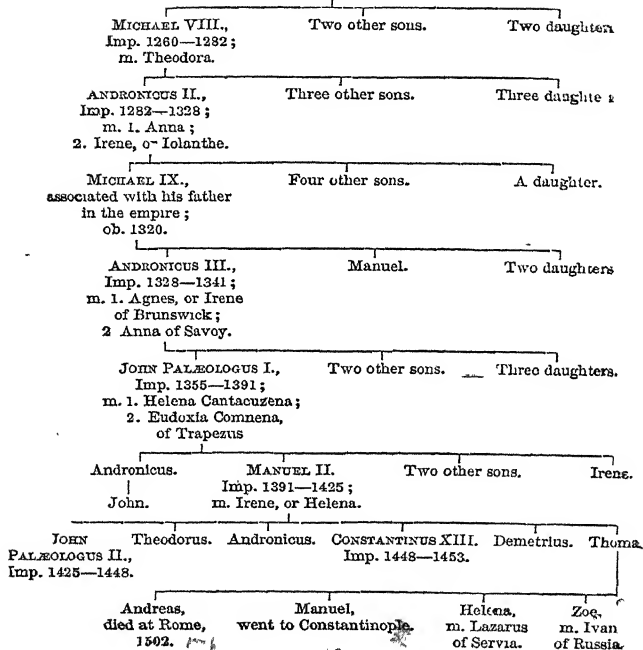 MICHAEL VIII., Two other sons. Two daughters
Imp. 1260—1282;
m. Theodora.
ANDRONICUS II., Three other sons. Three daughte
Imp. 1282—1328;
m. 1. Anna;
2. Irene, or Iolanthe.
MICHAEL IX., Four other sons. A daughter.
associated with his father
in the empire;
ob. 1320.
ANDRONICUS III., Manuel. Two daughters
Imp. 1328—1341;
m. 1. Agnes, or Irene
of Brunswick;
2 Anna of Savoy.
JOHN PALÆOLOGUS I., Two other sons. Three daughters.
Imp. 1355—1391;
m. 1. Helena Cantacuzena;
2. Eudoxia Comnena,
of Trapezus
Andronicus. MANUEL II. Two other sons. Irene.
Imp. 1391—1425;
John. m. Irene, or Helena.
JOHN Theodorus. Andronicus. CONSTANTINUS XIII. Demetrius. Thoma
PALÆOLOGUS II., Imp. 1448—1453.
Imp. 1425—1448.
Andreas, Manuel, Helena, Zoe,
died at Rome, went to Constantinople. m. Lazarus m. Ivan
1502. of Servia. of Russia.